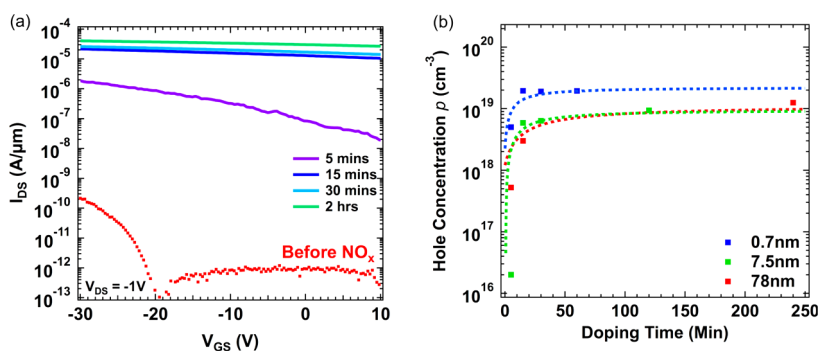 (a)
10^-4
10^-5
10^-6
10^-7
10^-8
10^-9
10^-10
10^-11
10^-12
10^-13
I_DS (A/μm)
5 mins
15 mins
30 mins
2 hrs
Before NO_x
V_DS = -1V
-30
-20
-10
0
10
V_GS (V)
(b)
10^20
10^19
10^18
10^17
10^16
Hole Concentration p (cm^-3)
0.7nm
7.5nm
78nm
0
50
100
150
200
250
Doping Time (Min)